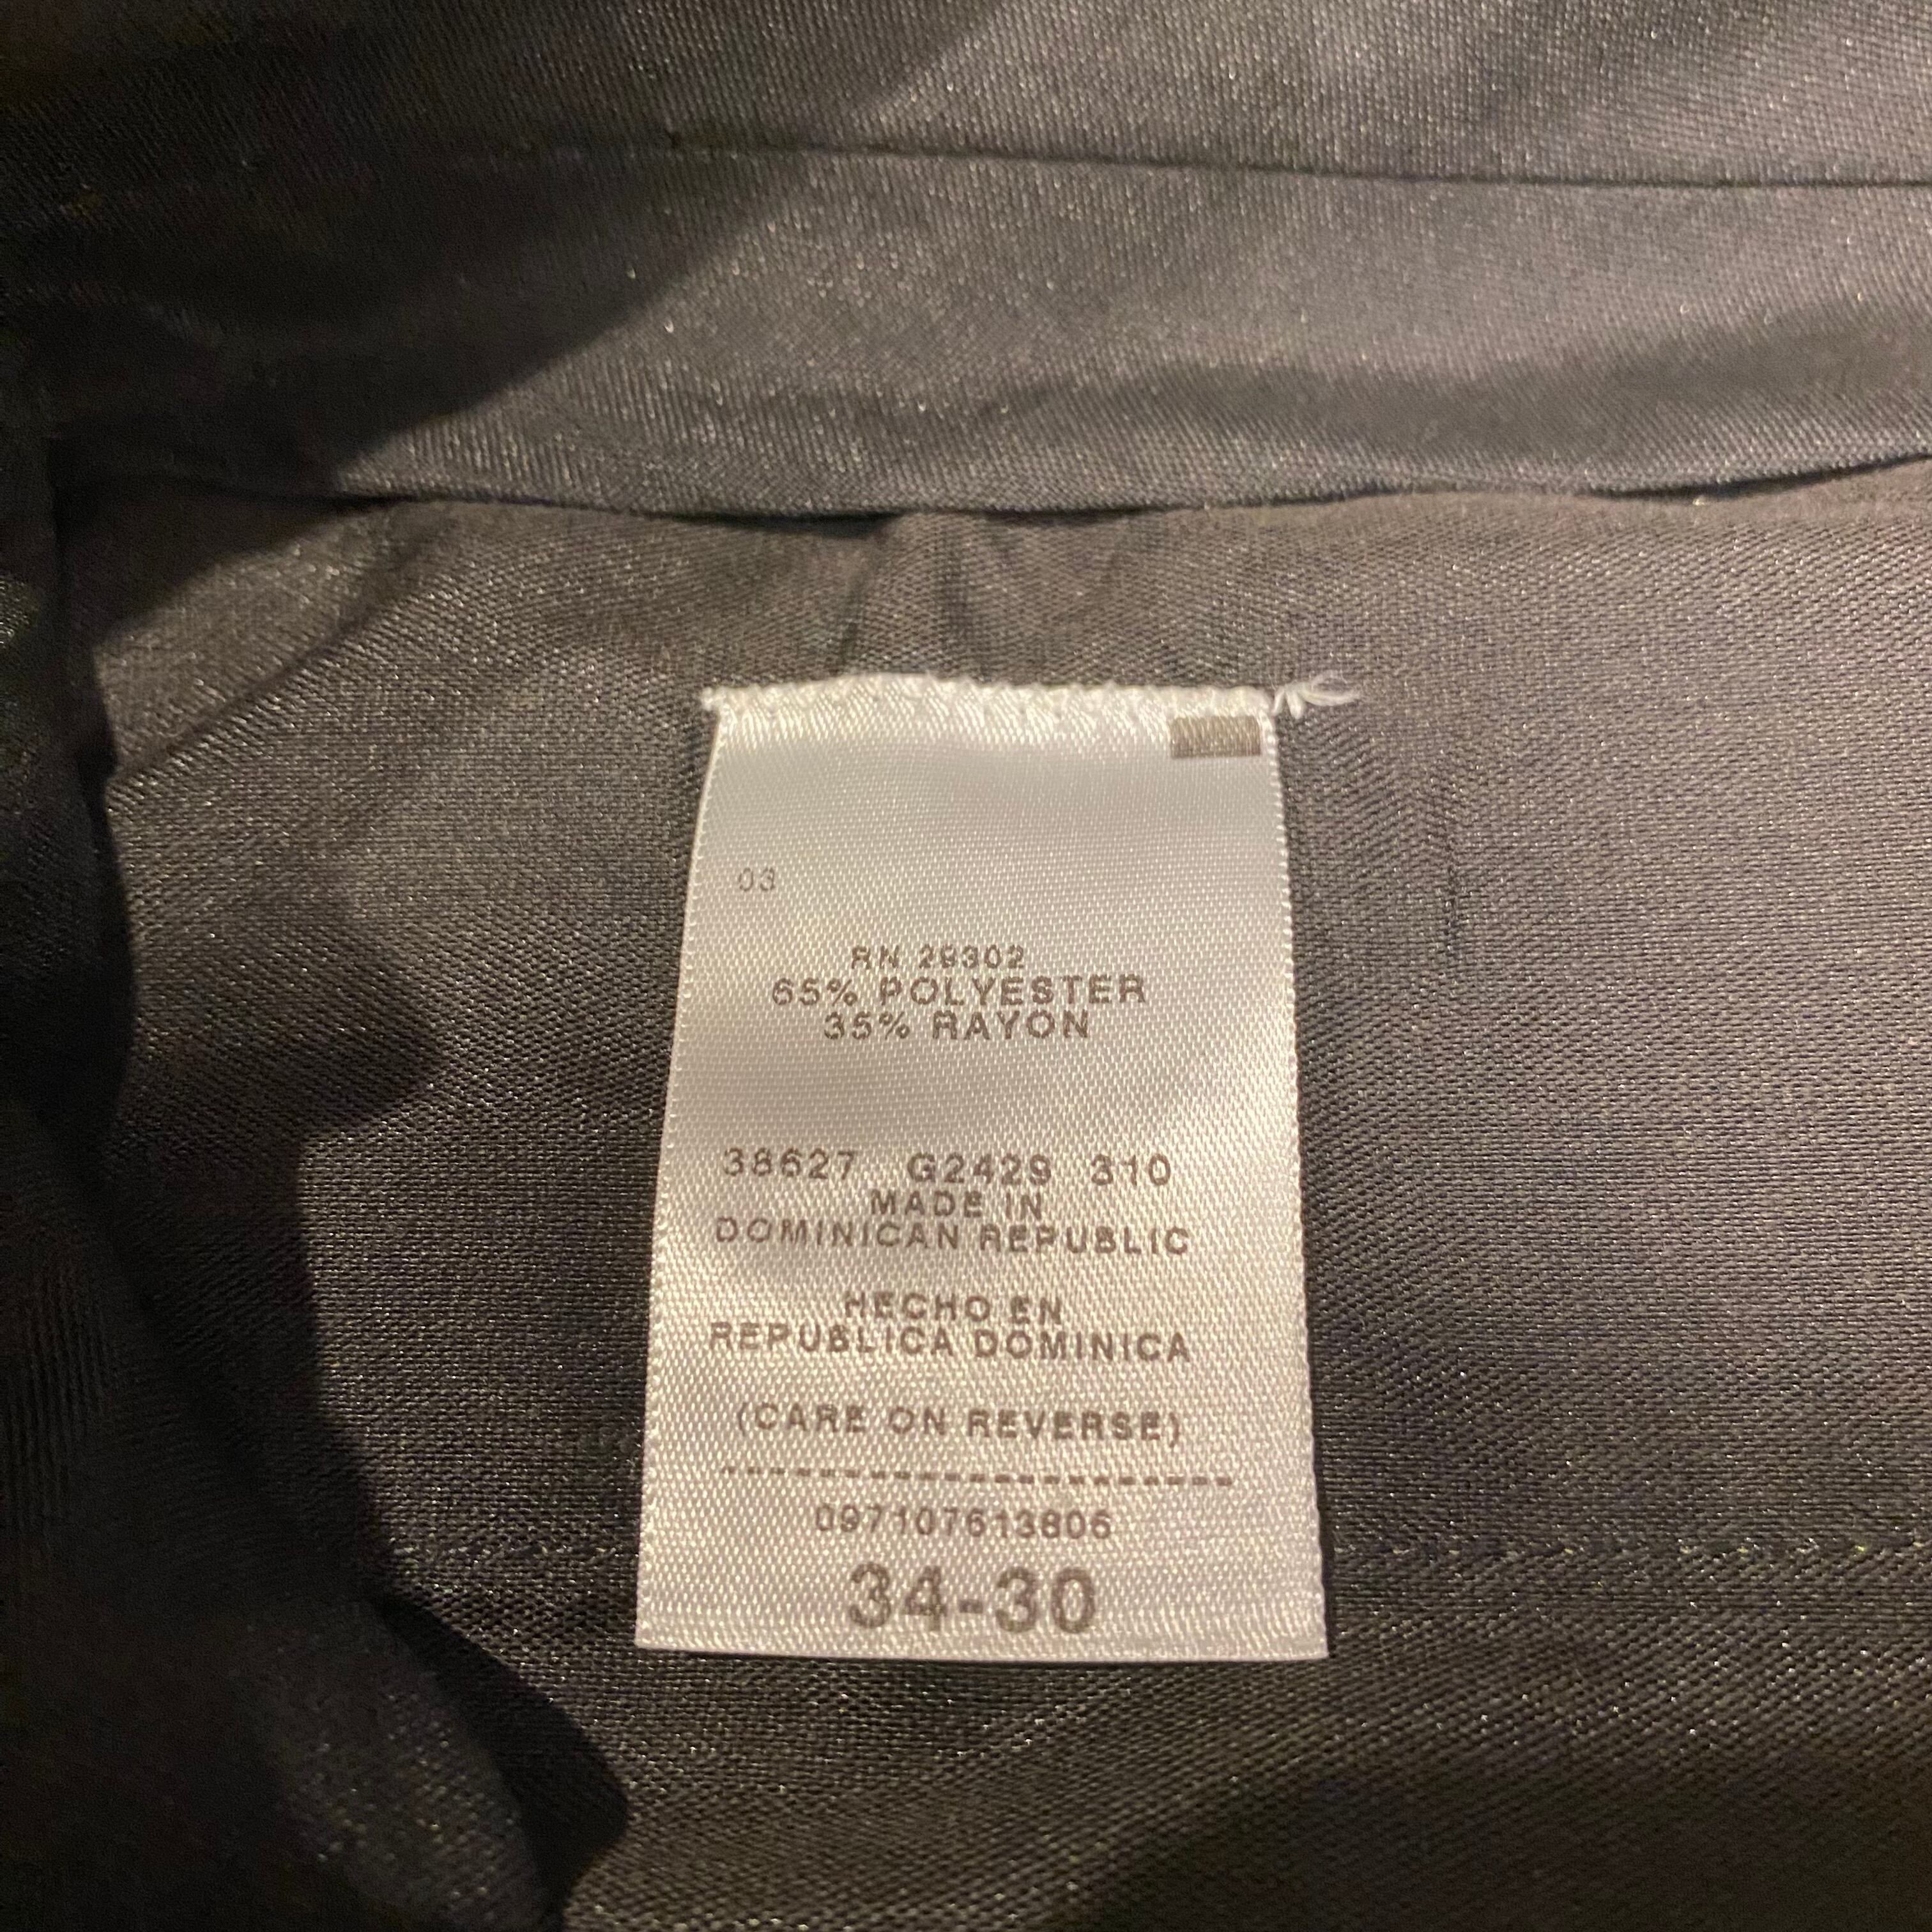 03
RN 29302
65% POLYESTER
35% RAYON
38627 G2429 310
MADE IN
DOMINICAN REPUBLIC
HECHO EN
REPUBLICA DOMINICA
(CARE ON REVERSE)
097107613806
34-30